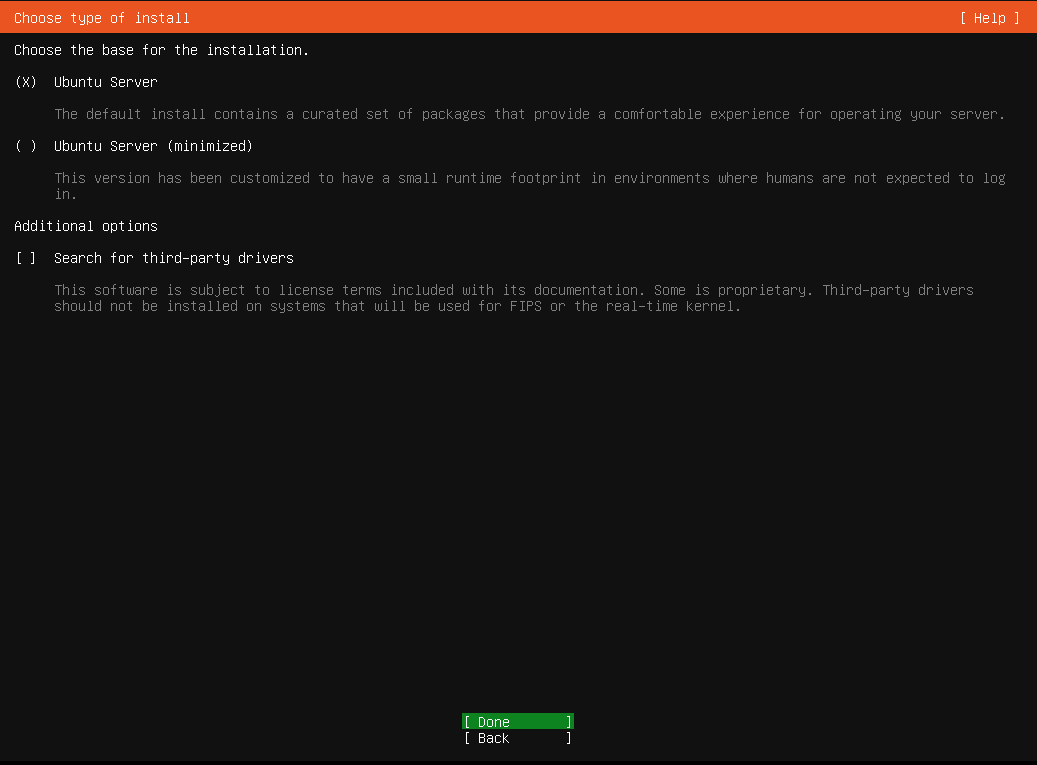 Choose type of install [ Help ]
Choose the base for the installation.
(X) Ubuntu Server
The default install contains a curated set of packages that provide a comfortable experience for operating your server.
( ) Ubuntu Server (minimized)
This version has been customized to have a small runtime footprint in environments where humans are not expected to log
in.
Additional options
[ ] Search for third-party drivers
This software is subject to license terms included with its documentation. Some is proprietary. Third-party drivers
should not be installed on systems that will be used for FIPS or the real-time kernel.
[ Done ]
[ Back ]